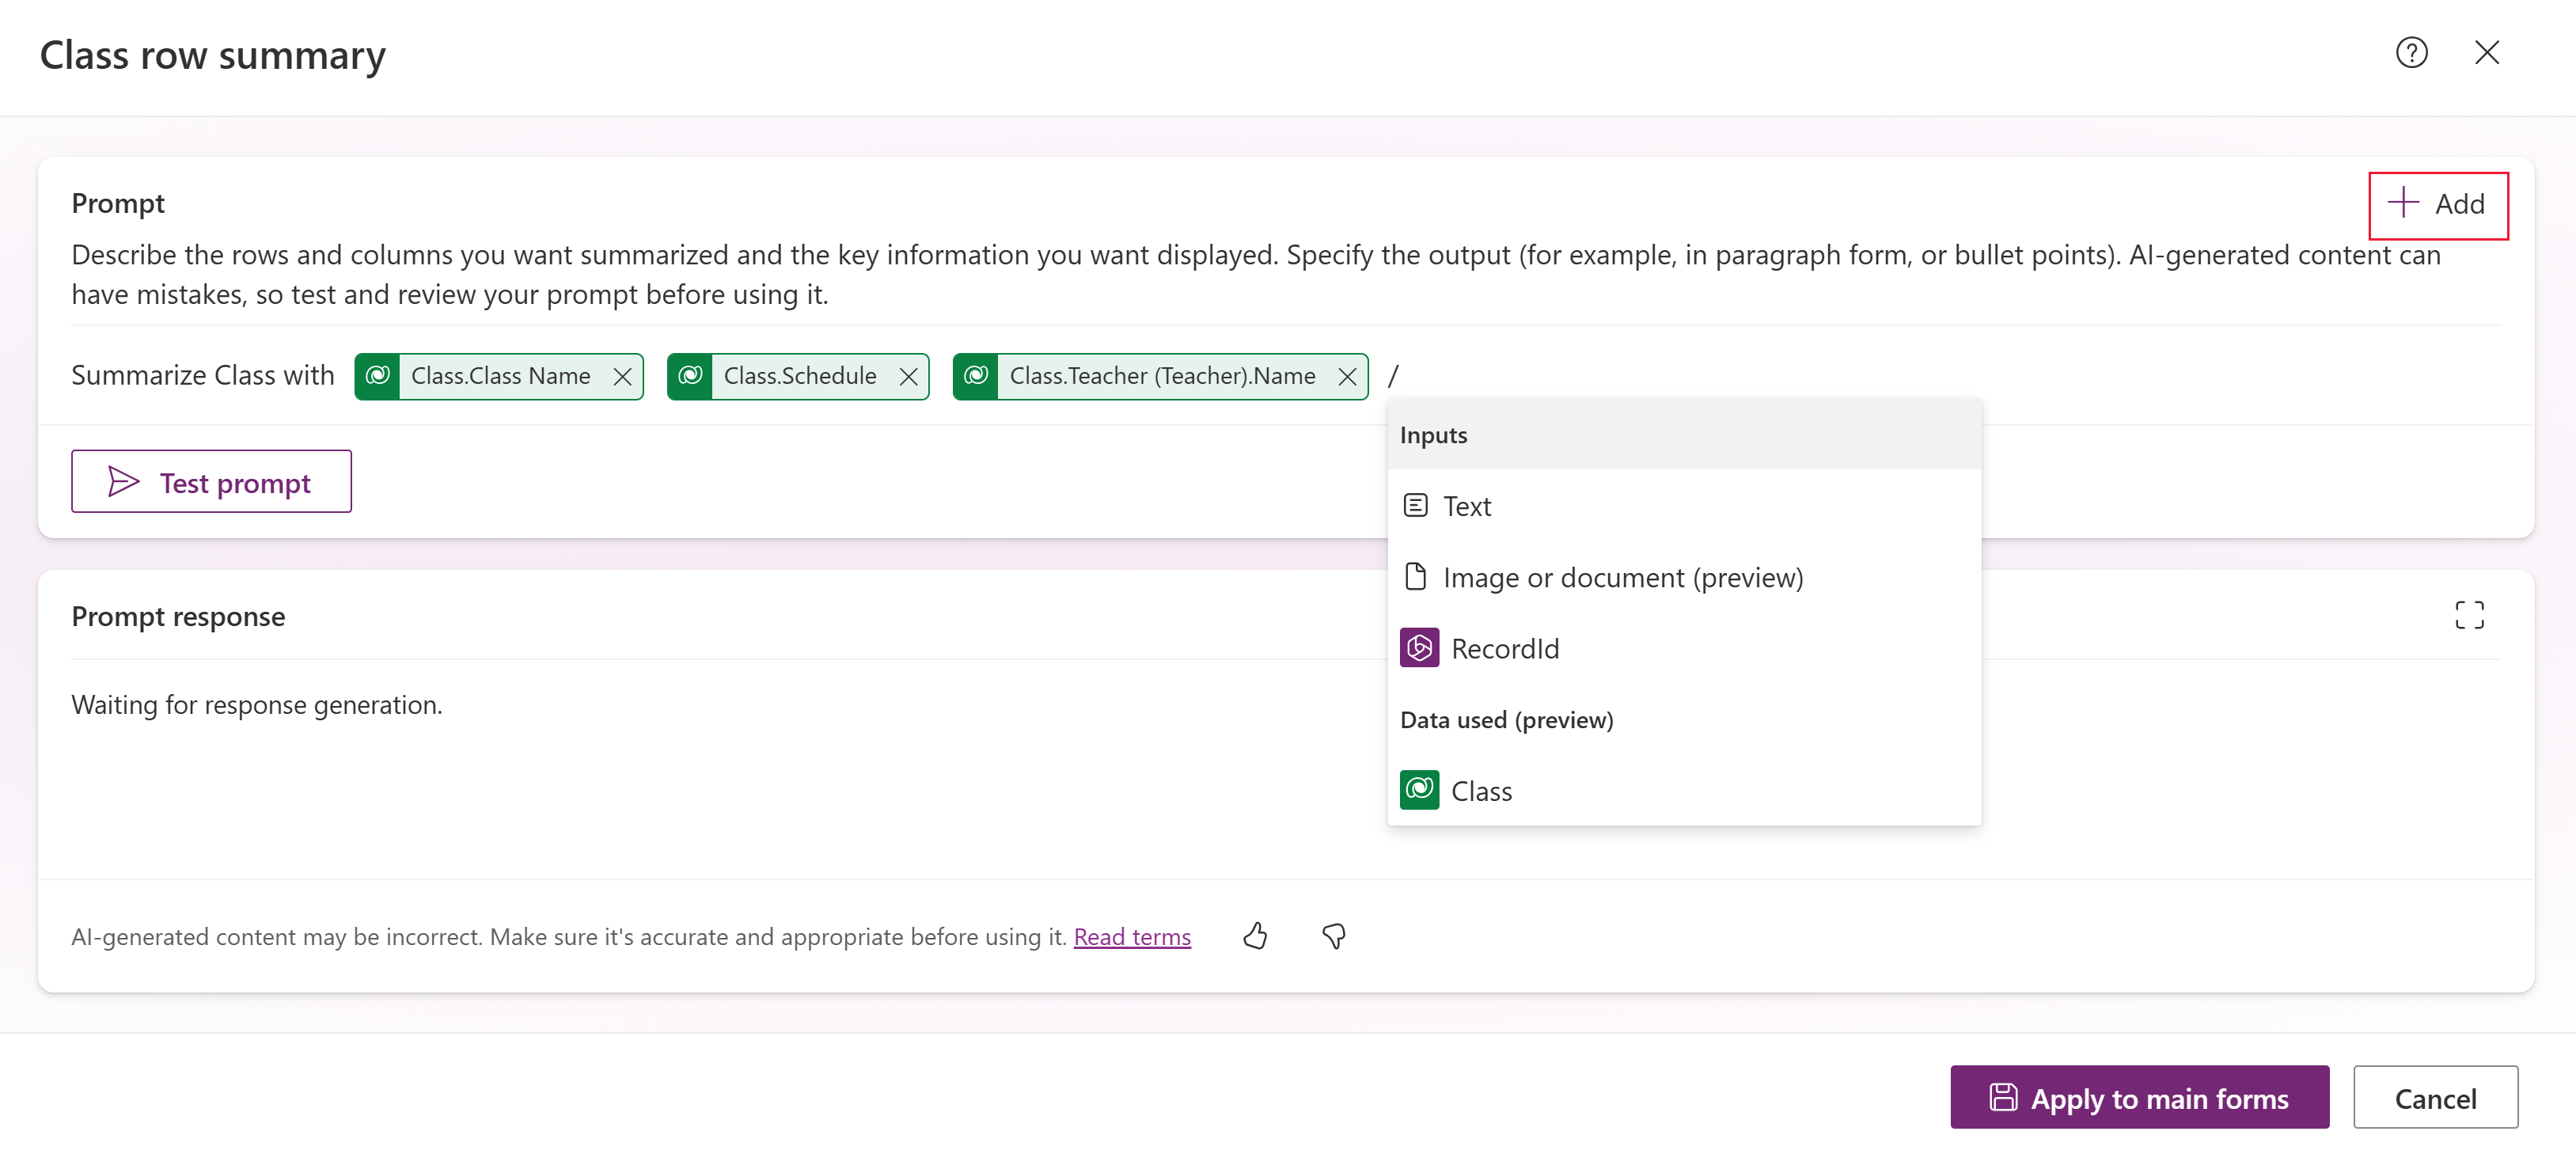 Class row summary
Prompt
Add
Describe the rows and columns you want summarized and the key information you want displayed. Specify the output (for example, in paragraph form, or bullet points). AI-generated content can
have mistakes, so test and review your prompt before using it.
Summarize Class with Class.Class Name Class.Schedule Class.Teacher (Teacher).Name /
Inputs
Text
Image or document (preview)
RecordId
Data used (preview)
Class
Test prompt
Prompt response
Waiting for response generation.
AI-generated content may be incorrect. Make sure it's accurate and appropriate before using it. Read terms
Apply to main forms
Cancel